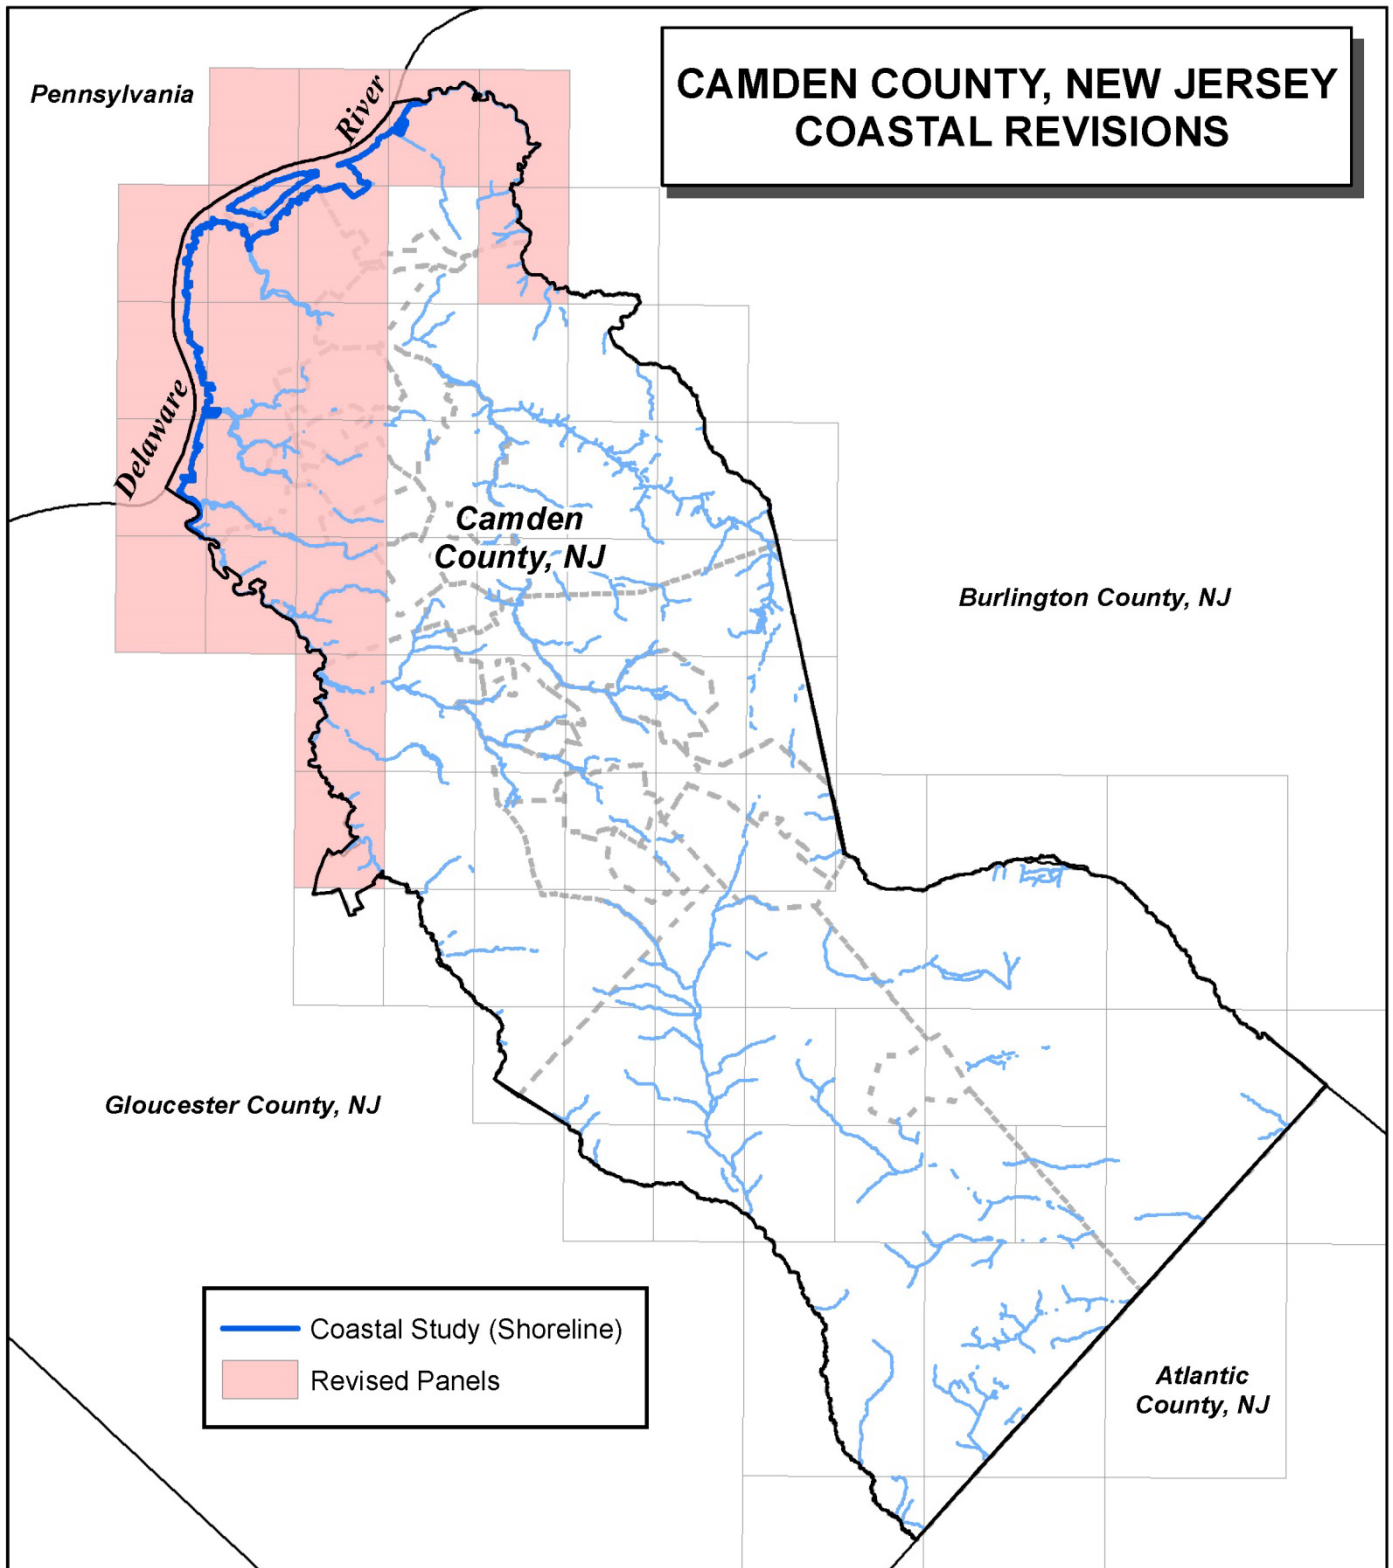 CAMDEN COUNTY, NEW JERSEY
COASTAL REVISIONS
Pennsylvania
River
Delaware
Camden
County, NJ
Burlington County, NJ
Gloucester County, NJ
Coastal Study (Shoreline)
Revised Panels
Atlantic
County, NJ